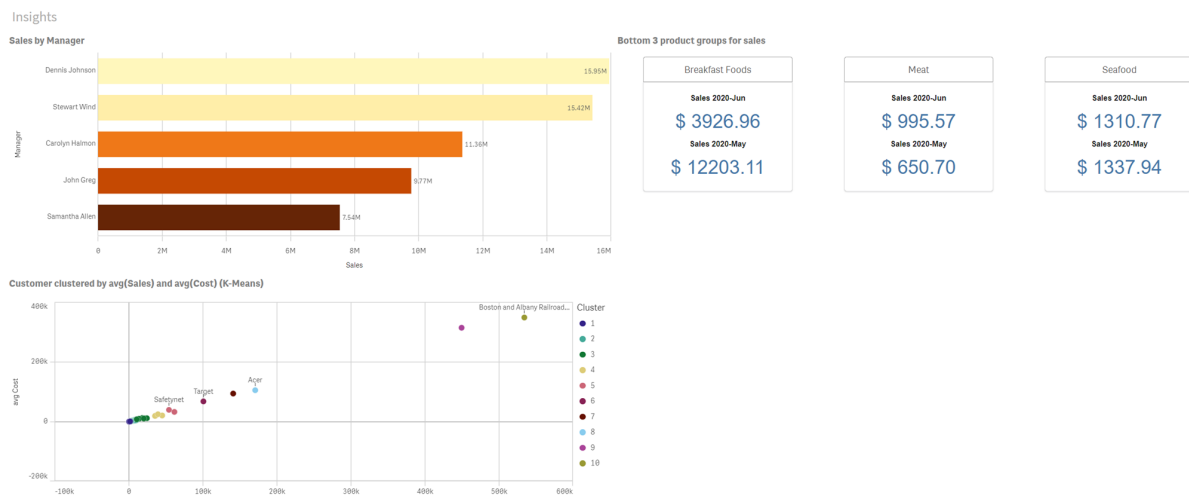 Insights
Sales by Manager
Manager
Dennis Johnson
15.95M
Stewart Wind
15.42M
Carolyn Halmon
11.36M
John Greg
9.77M
Samantha Allen
7.54M
0 2M 4M 6M 8M 10M 12M 14M 16M
Sales
Bottom 3 product groups for sales
Breakfast Foods
Sales 2020-Jun
$ 3926.96
Sales 2020-May
$ 12203.11
Meat
Sales 2020-Jun
$ 995.57
Sales 2020-May
$ 650.70
Seafood
Sales 2020-Jun
$ 1310.77
Sales 2020-May
$ 1337.94
Customer clustered by avg(Sales) and avg(Cost) (K-Means)
avg Cost
400k
200k
0
-200k
Boston and Albany Railroad...
Acer
Target
Safetynet
-100k 0 100k 200k 300k 400k 500k 600k
Cluster
1
2
3
4
5
6
7
8
9
10